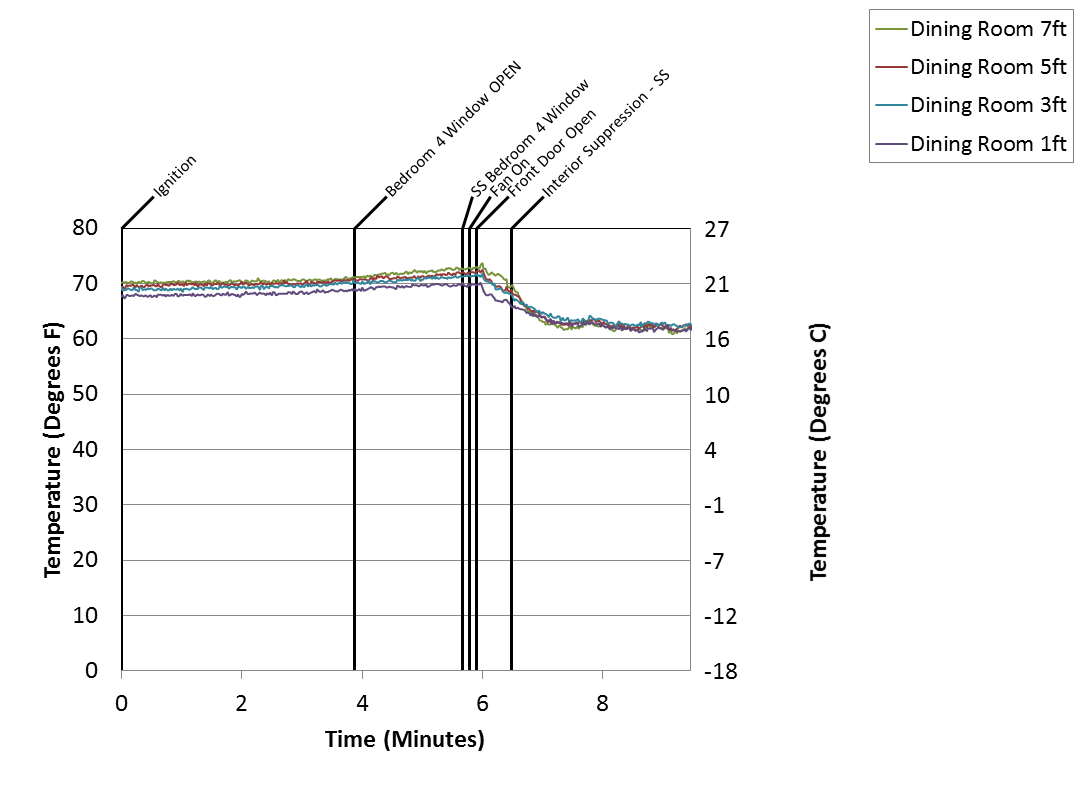 Dining Room 7ft
Dining Room 5ft
Dining Room 3ft
Dining Room 1ft
Ignition
Bedroom 4 Window OPEN
SS Bedroom 4 Window
Fan On
Front Door Open
Interior Suppression - SS
Temperature (Degrees F)
80
70
60
50
40
30
20
10
0
27
21
16
10
4
-1
-7
-12
-18
Temperature (Degrees C)
0 2 4 6 8
Time (Minutes)